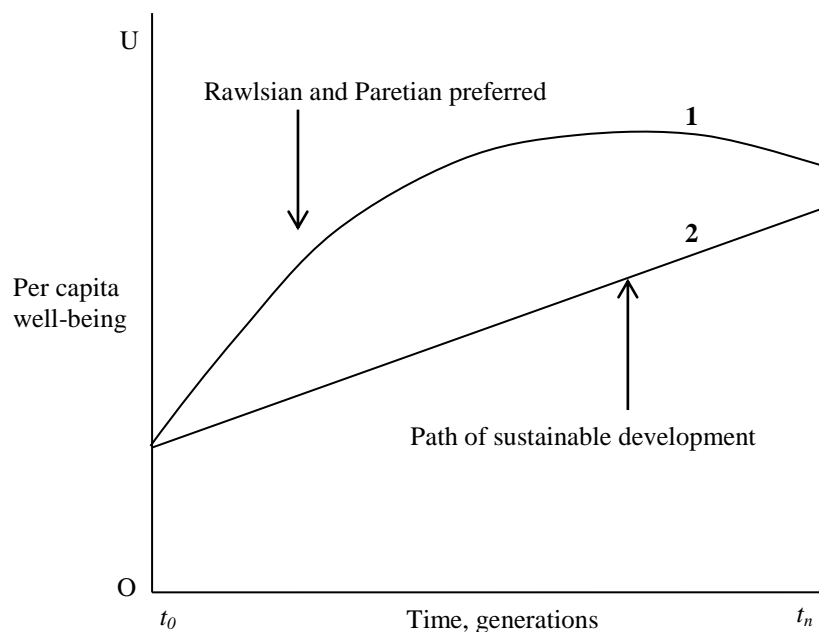 U
Rawlsian and Paretian preferred
1
2
Per capita
well-being
Path of sustainable development
O
t0
Time, generations
tn